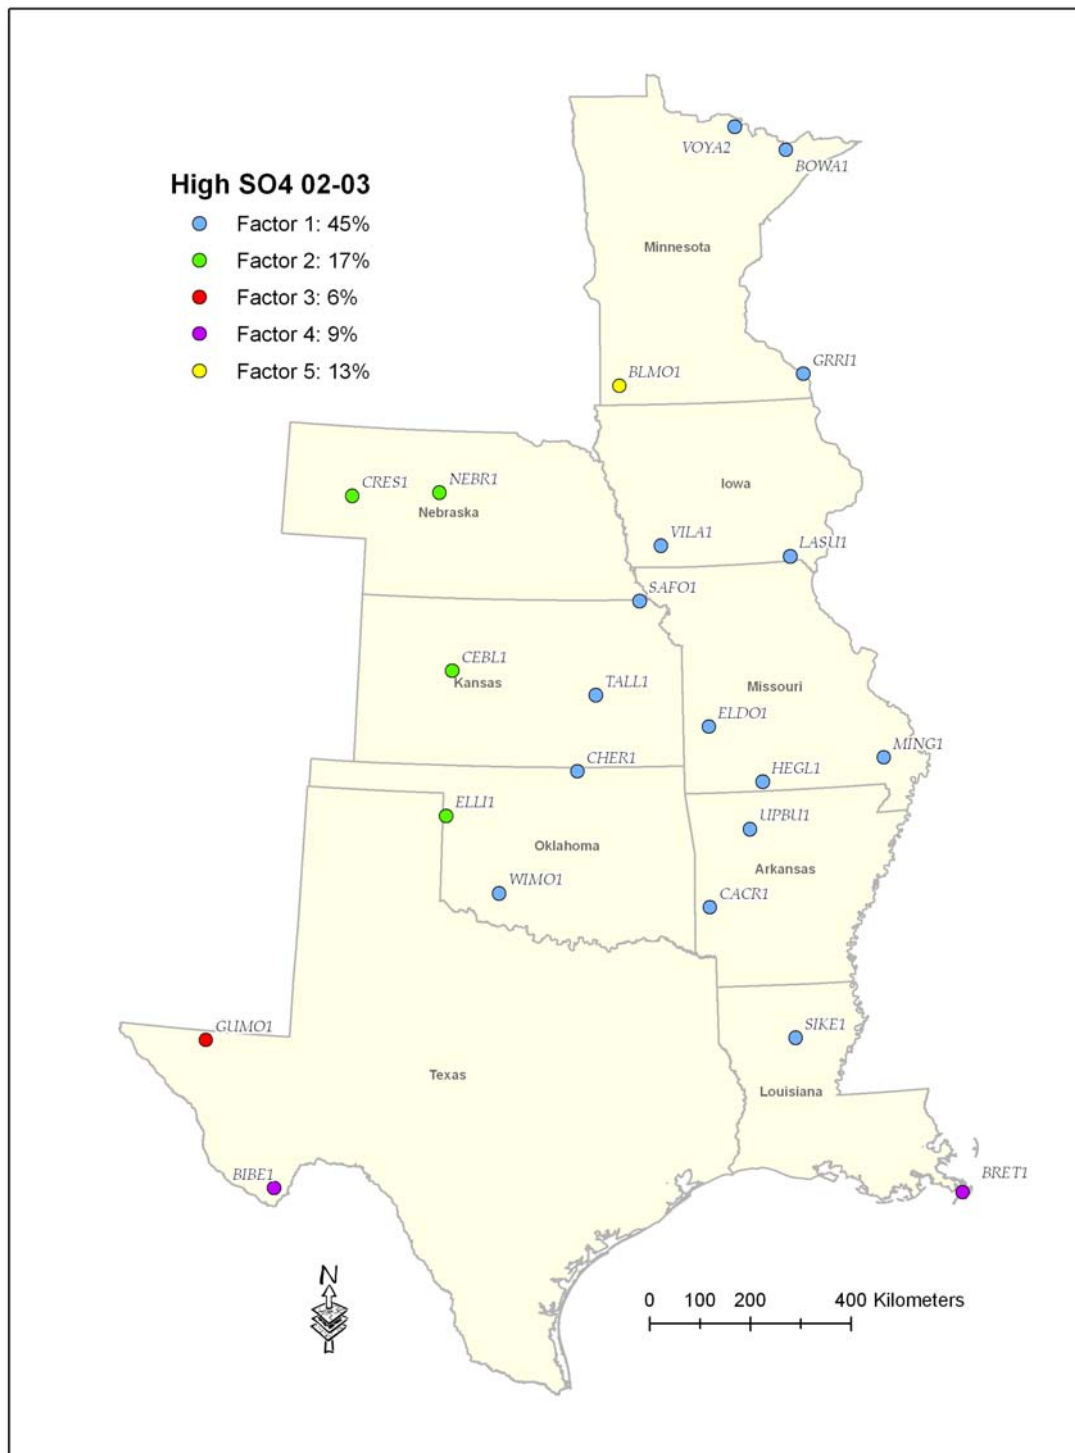 VOYA2
BOWA1
High SO4 02-03
Factor 1: 45%
Factor 2: 17%
Factor 3: 6%
Factor 4: 9%
Factor 5: 13%
Minnesota
GRRI1
BLMO1
CRES1
NEBR1
Nebraska
Iowa
VILA1
LASU1
SAFO1
CEBL1
Kansas
TALL1
Missouri
ELDO1
MING1
HEGL1
CHER1
ELLI1
UPBU1
Oklahoma
Arkansas
WIMO1
CACR1
GUMO1
SIKE1
Texas
Louisiana
BIBE1
BRET1
N
0 100 200 400 Kilometers